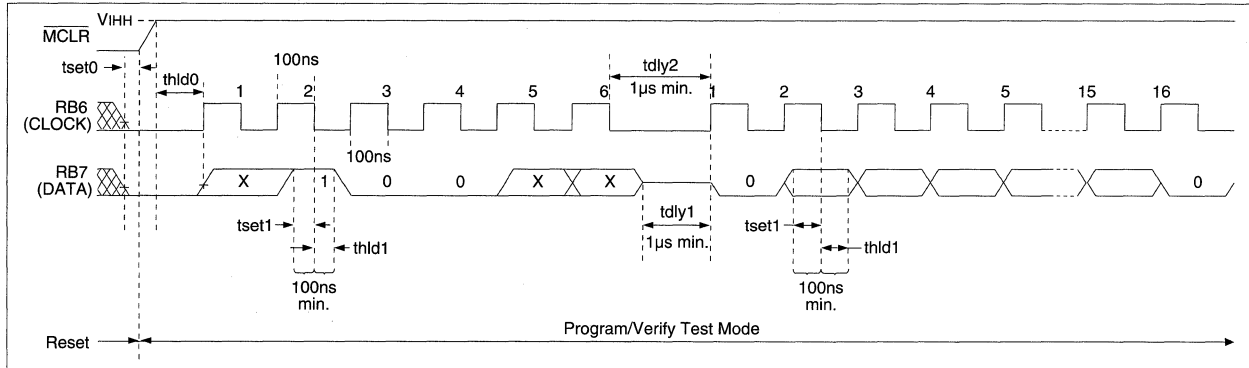 VIHH
MCLR
tset0
thld0
100ns
tdly2
1µs min.
RB6
(CLOCK)
1 2 3 4 5 6 1 2 3 4 5 15 16
100ns
RB7
(DATA)
X 1 0 0 X X 0 0
tset1
thld1
100ns
min.
tdly1
1µs min.
tset1
thld1
100ns
min.
Reset
Program/Verify Test Mode